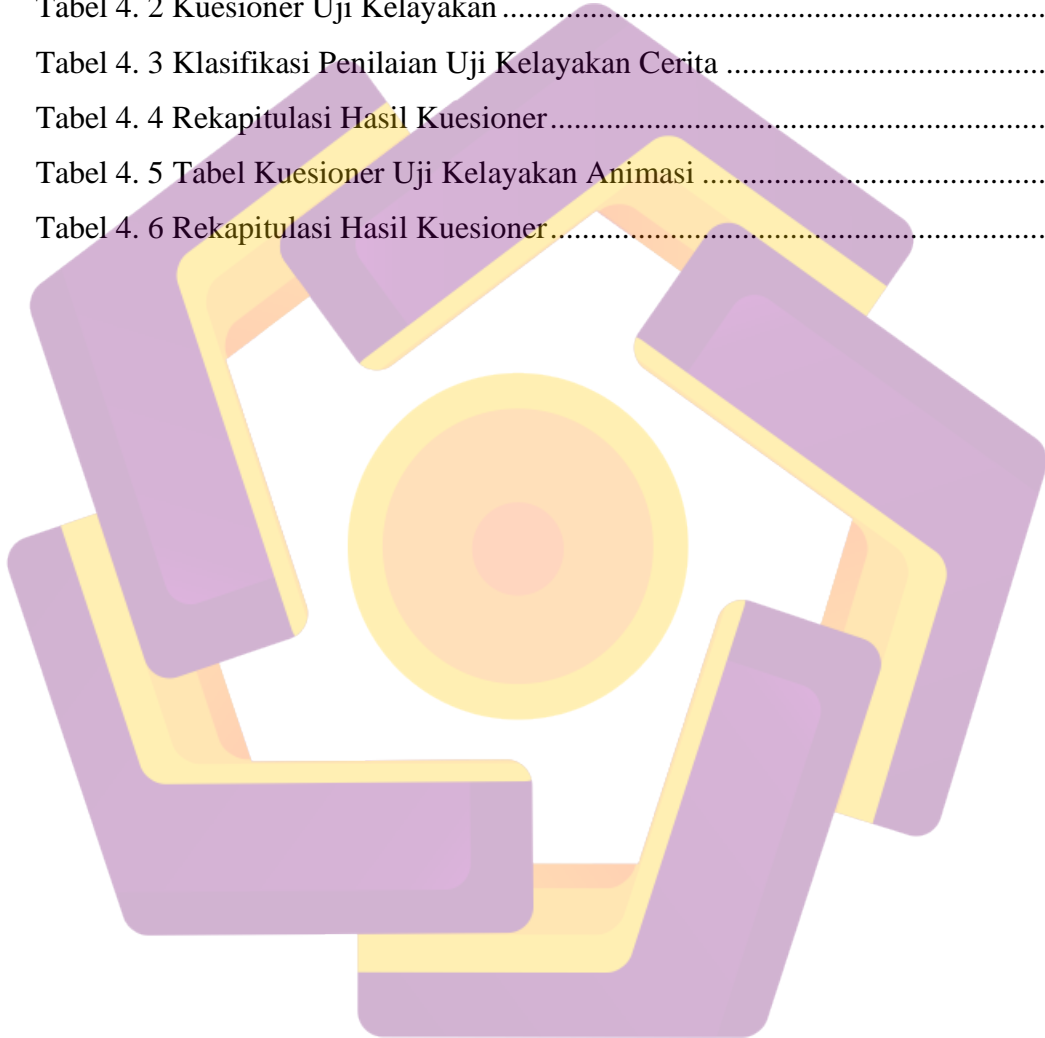 Tabel 4. 2 Kuesioner Uji Kelayakan ..................................................................
Tabel 4. 3 Klasifikasi Penilaian Uji Kelayakan Cerita .......................................
Tabel 4. 4 Rekapitulasi Hasil Kuesioner............................................................
Tabel 4. 5 Tabel Kuesioner Uji Kelayakan Animasi ..........................................
Tabel 4. 6 Rekapitulasi Hasil Kuesioner............................................................